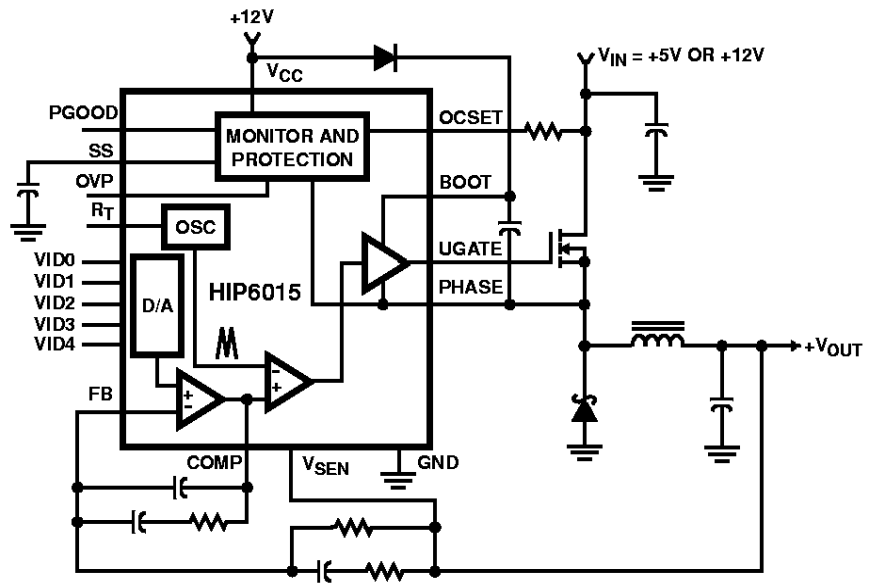 +12V
VCC
VIN = +5V OR +12V
PGOOD
MONITOR AND
PROTECTION
OCSET
SS
OVP
BOOT
RT
OSC
VID0
VID1
VID2
VID3
VID4
D/A
HIP6015
UGATE
PHASE
+VOUT
+
-
-
+
FB
COMP
VSEN
GND